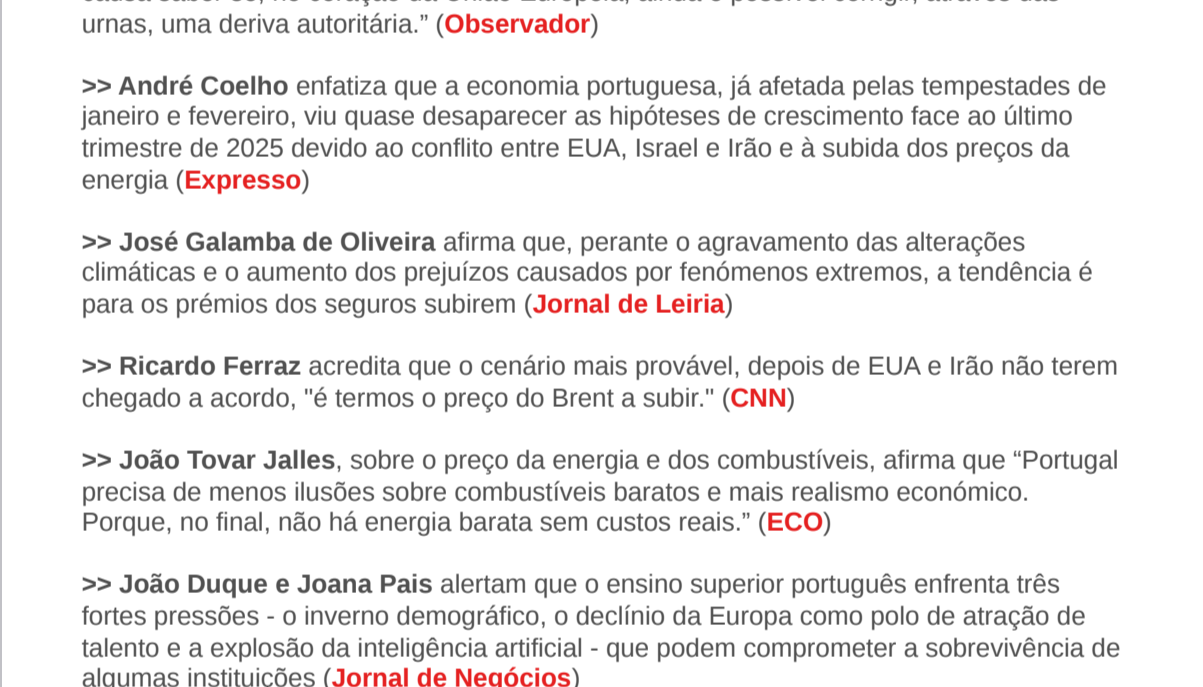 urnas, uma deriva autoritária.” (Observador)
>> André Coelho enfatiza que a economia portuguesa, já afetada pelas tempestades de
janeiro e fevereiro, viu quase desaparecer as hipóteses de crescimento face ao último
trimestre de 2025 devido ao conflito entre EUA, Israel e Irão e à subida dos preços da
energia (Expresso)
>> José Galamba de Oliveira afirma que, perante o agravamento das alterações
climáticas e o aumento dos prejuízos causados por fenómenos extremos, a tendência é
para os prémios dos seguros subirem (Jornal de Leiria)
>> Ricardo Ferraz acredita que o cenário mais provável, depois de EUA e Irão não terem
chegado a acordo, "é termos o preço do Brent a subir." (CNN)
>> João Tovar Jalles, sobre o preço da energia e dos combustíveis, afirma que “Portugal
precisa de menos ilusões sobre combustíveis baratos e mais realismo económico.
Porque, no final, não há energia barata sem custos reais.” (ECO)
>> João Duque e Joana Pais alertam que o ensino superior português enfrenta três
fortes pressões - o inverno demográfico, o declínio da Europa como polo de atração de
talento e a explosão da inteligência artificial - que podem comprometer a sobrevivência de
algumas instituições (Jornal de Negócios)